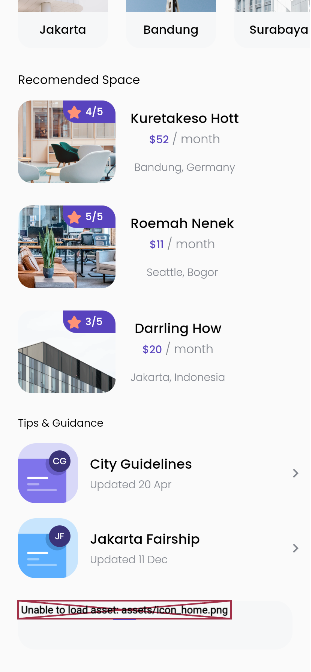 Jakarta
Bandung
Surabaya
Recomended Space
4/5
Kuretakeso Hott
$52 / month
Bandung, Germany
5/5
Roemah Nenek
$11 / month
Seattle, Bogor
3/5
Darrling How
$20 / month
Jakarta, Indonesia
Tips & Guidance
CG
City Guidelines
Updated 20 Apr
JF
Jakarta Fairship
Updated 11 Dec
Unable to load asset: assets/icon_home.png